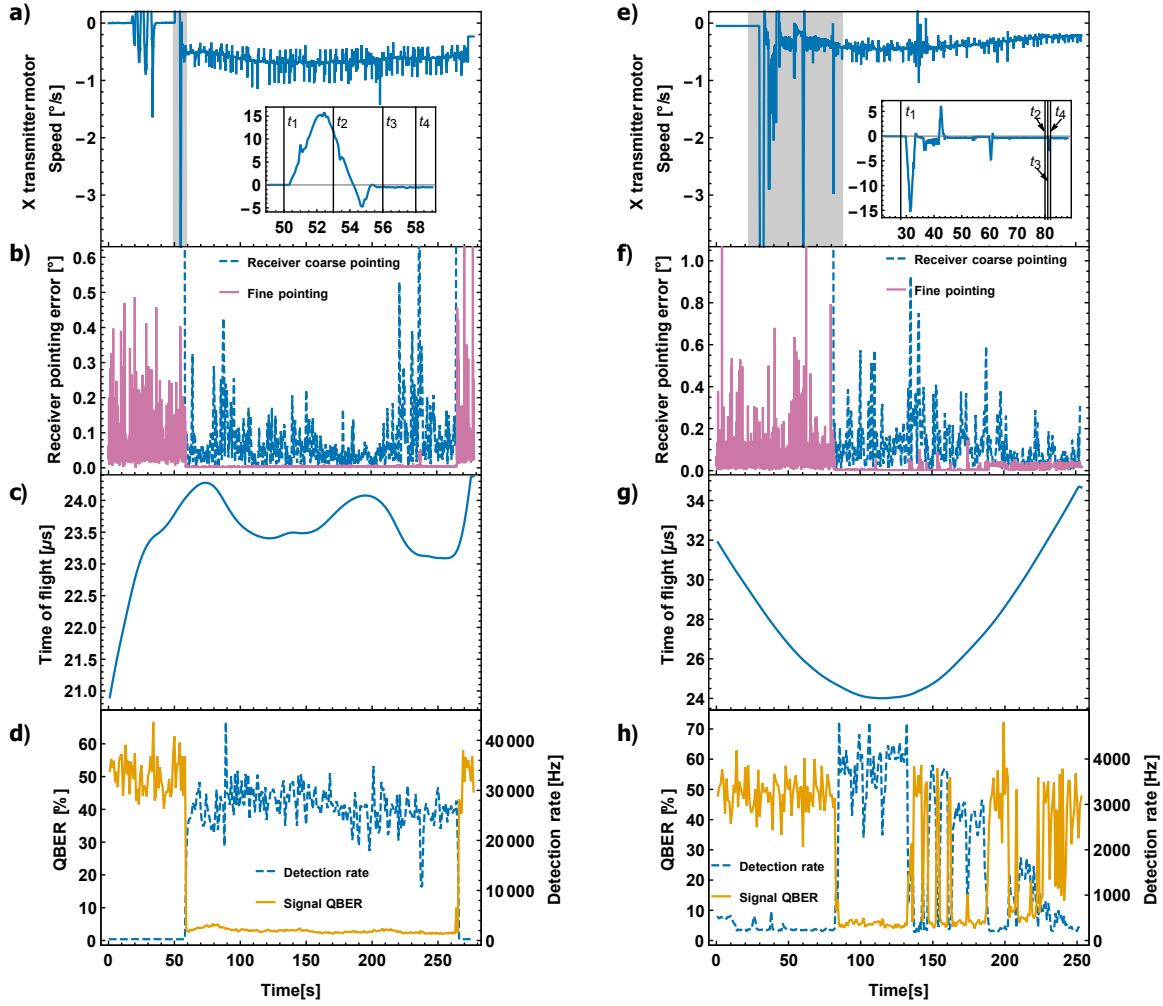 a)
X transmitter motor
Speed [°/s]
0
−1
−2
−3
15
10
5
0
−5
t1
t2
t3
t4
50 52 54 56 58
b)
Receiver pointing error [°]
0.6
0.5
0.4
0.3
0.2
0.1
0.0
Receiver coarse pointing
Fine pointing
c)
Time of flight [µs]
24.0
23.5
23.0
22.5
22.0
21.5
21.0
d)
QBER [%]
60
50
40
30
20
10
0
Detection rate
Signal QBER
40 000
30 000
20 000
10 000
0
Detection rate [Hz]
0 50 100 150 200 250
Time[s]
e)
X transmitter motor
Speed [°/s]
0
−1
−2
−3
5
0
−5
−10
−15
t1
t2
t4
t3
30 40 50 60 70 80
f)
Receiver pointing error [°]
1.0
0.8
0.6
0.4
0.2
0.0
Receiver coarse pointing
Fine pointing
g)
Time of flight [µs]
34
32
30
28
26
24
h)
QBER [%]
70
60
50
40
30
20
10
0
Detection rate
Signal QBER
4000
3000
2000
1000
0
Detection rate [Hz]
0 50 100 150 200 250
Time[s]